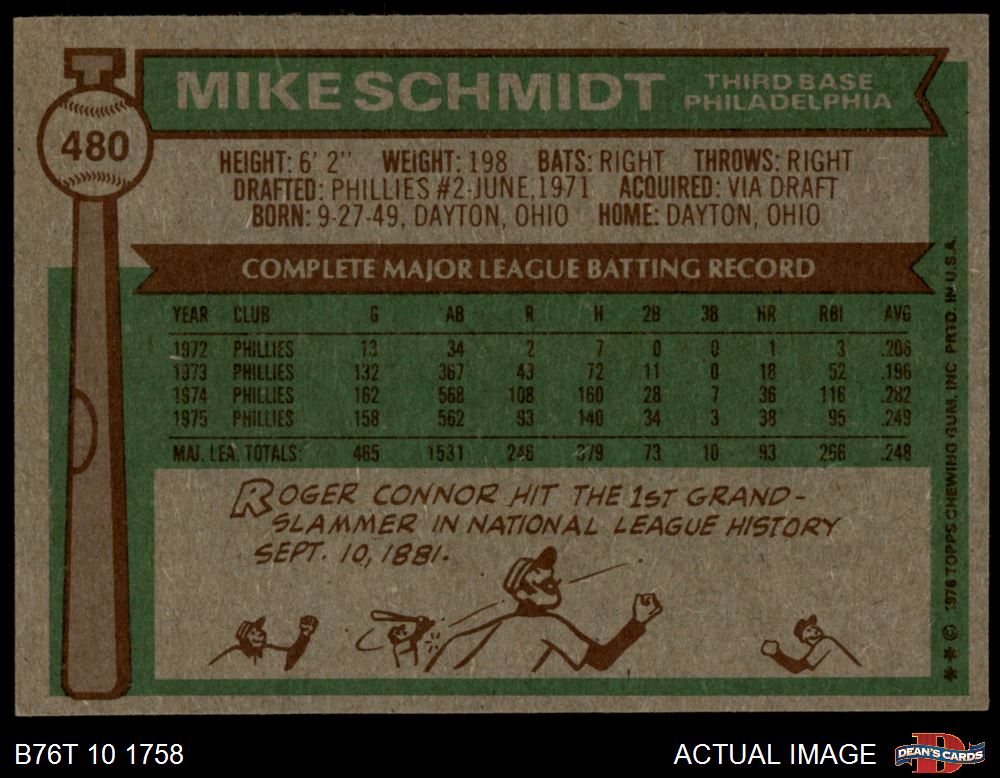 480
MIKE SCHMIDT
THIRD BASE
PHILADELPHIA
HEIGHT: 6' 2" WEIGHT: 198 BATS: RIGHT THROWS: RIGHT
DRAFTED: PHILLIES #2-JUNE, 1971 ACQUIRED: VIA DRAFT
BORN: 9-27-49, DAYTON, OHIO HOME: DAYTON, OHIO
COMPLETE MAJOR LEAGUE BATTING RECORD
YEAR CLUB G AB R H 2B 3B HR RBI AVG
1972 PHILLIES 13 34 2 7 0 0 1 3 .206
1973 PHILLIES 132 367 43 72 11 0 18 52 .196
1974 PHILLIES 162 568 108 160 28 7 36 116 .282
1975 PHILLIES 158 562 93 140 34 3 38 95 .249
MAJ. LEA. TOTALS: 465 1531 246 379 73 10 93 266 .248
ROGER CONNOR HIT THE 1ST GRAND-
SLAMMER IN NATIONAL LEAGUE HISTORY
SEPT. 10, 1881.
** © 1976 TOPPS CHEWING GUM, INC PRTD. IN U.S.A.
B76T 10 1758
ACTUAL IMAGE
D
DEAN'S CARDS